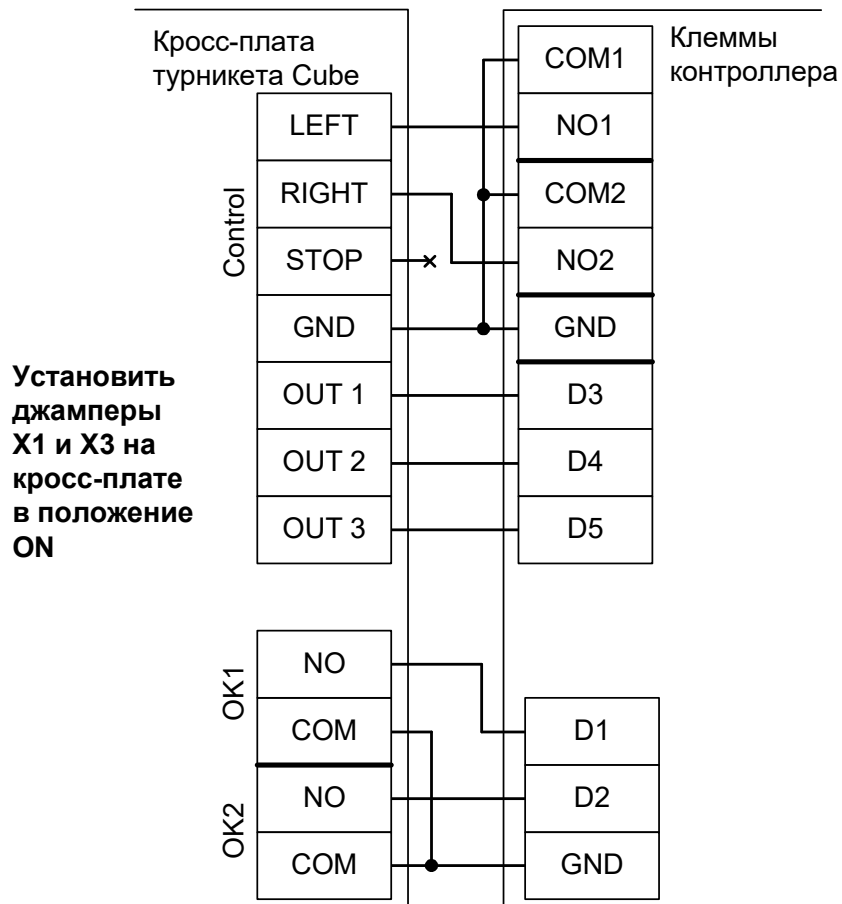 Кросс-плата
турникета Cube
Клеммы
контроллера
Control
LEFT
RIGHT
STOP
GND
OUT 1
OUT 2
OUT 3
COM1
NO1
COM2
NO2
GND
D3
D4
D5
Установить
джамперы
X1 и X3 на
кросс-плате
в положение
ON
OK1
NO
COM
OK2
NO
COM
D1
D2
GND